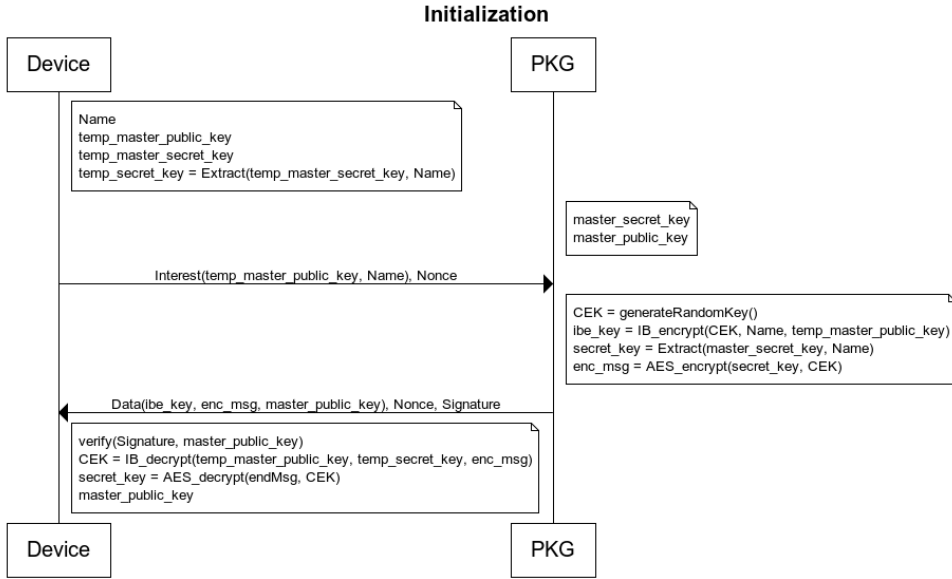 Initialization
Device
PKG
Name
temp_master_public_key
temp_master_secret_key
temp_secret_key = Extract(temp_master_secret_key, Name)
master_secret_key
master_public_key
Interest(temp_master_public_key, Name), Nonce
CEK = generateRandomKey()
ibe_key = IB_encrypt(CEK, Name, temp_master_public_key)
secret_key = Extract(master_secret_key, Name)
enc_msg = AES_encrypt(secret_key, CEK)
Data(ibe_key, enc_msg, master_public_key), Nonce, Signature
verify(Signature, master_public_key)
CEK = IB_decrypt(temp_master_public_key, temp_secret_key, enc_msg)
secret_key = AES_decrypt(endMsg, CEK)
master_public_key
Device
PKG